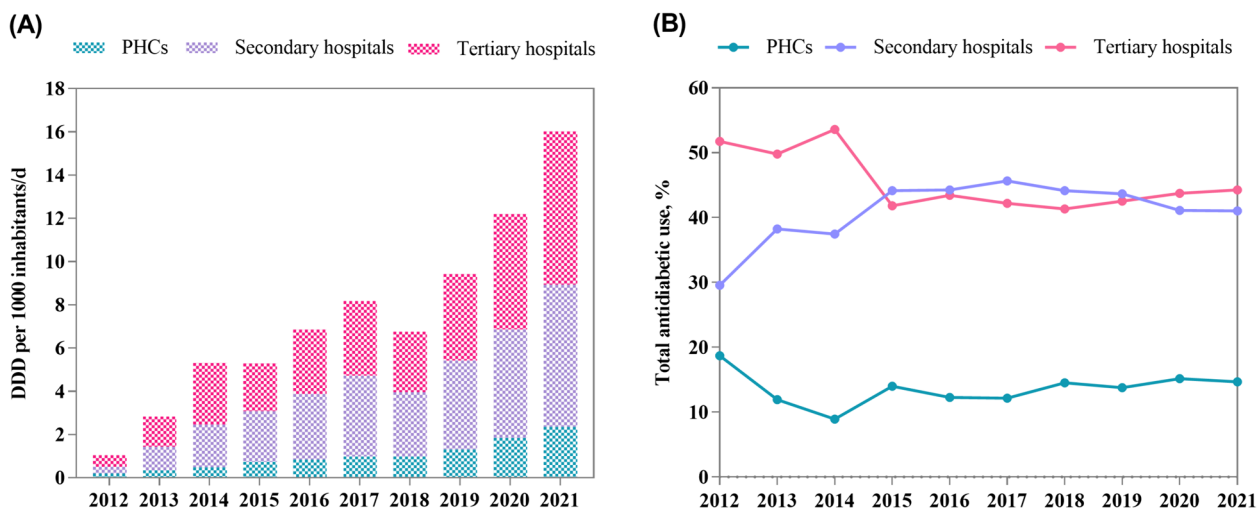 (A)
PHCs Secondary hospitals Tertiary hospitals
DDD per 1000 inhabitants/d
18
16
14
12
10
8
6
4
2
0
2012 2013 2014 2015 2016 2017 2018 2019 2020 2021
(B)
PHCs Secondary hospitals Tertiary hospitals
Total antidiabetic use, %
60
50
40
30
20
10
0
2012 2013 2014 2015 2016 2017 2018 2019 2020 2021